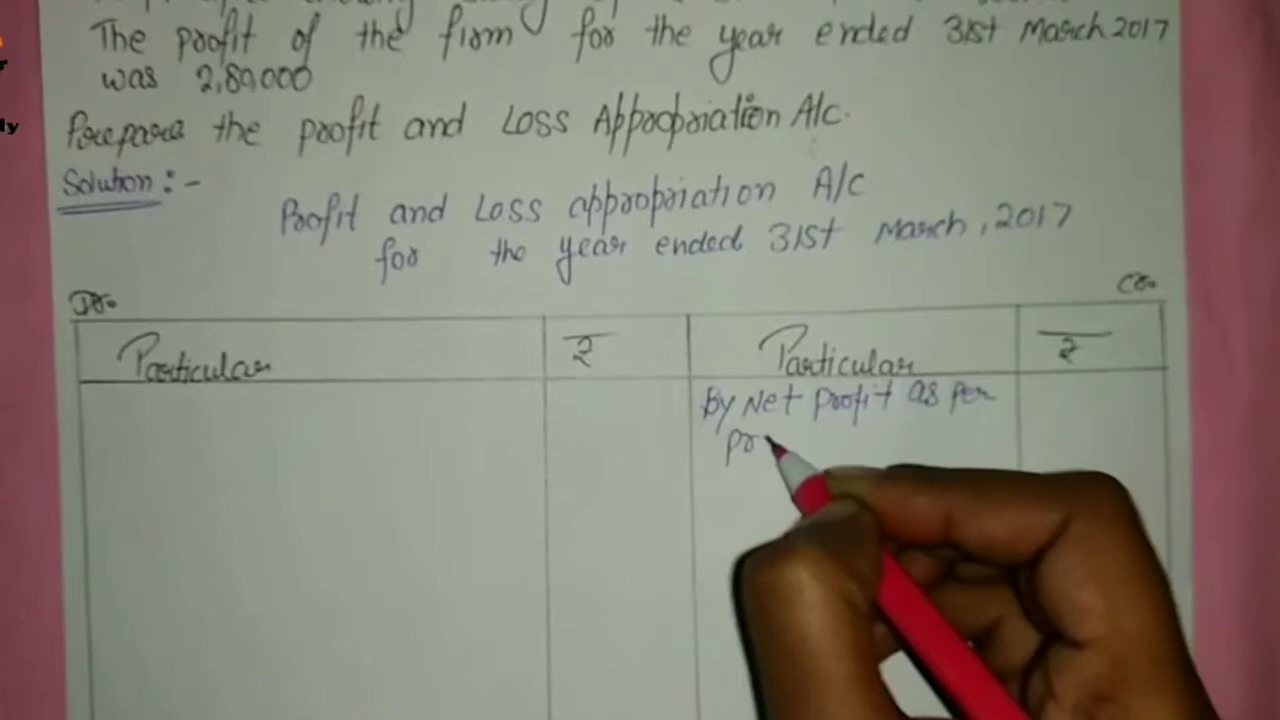 The profit of the firm for the year ended 31st March 2017
was 2,80,000
Prepare the profit and Loss Appropriation A/c.
Solution :-
Profit and Loss appropriation A/c
for the year ended 31st March, 2017
Dr. Cr.
Particular ₹ Particular ₹
By Net profit as per
pro